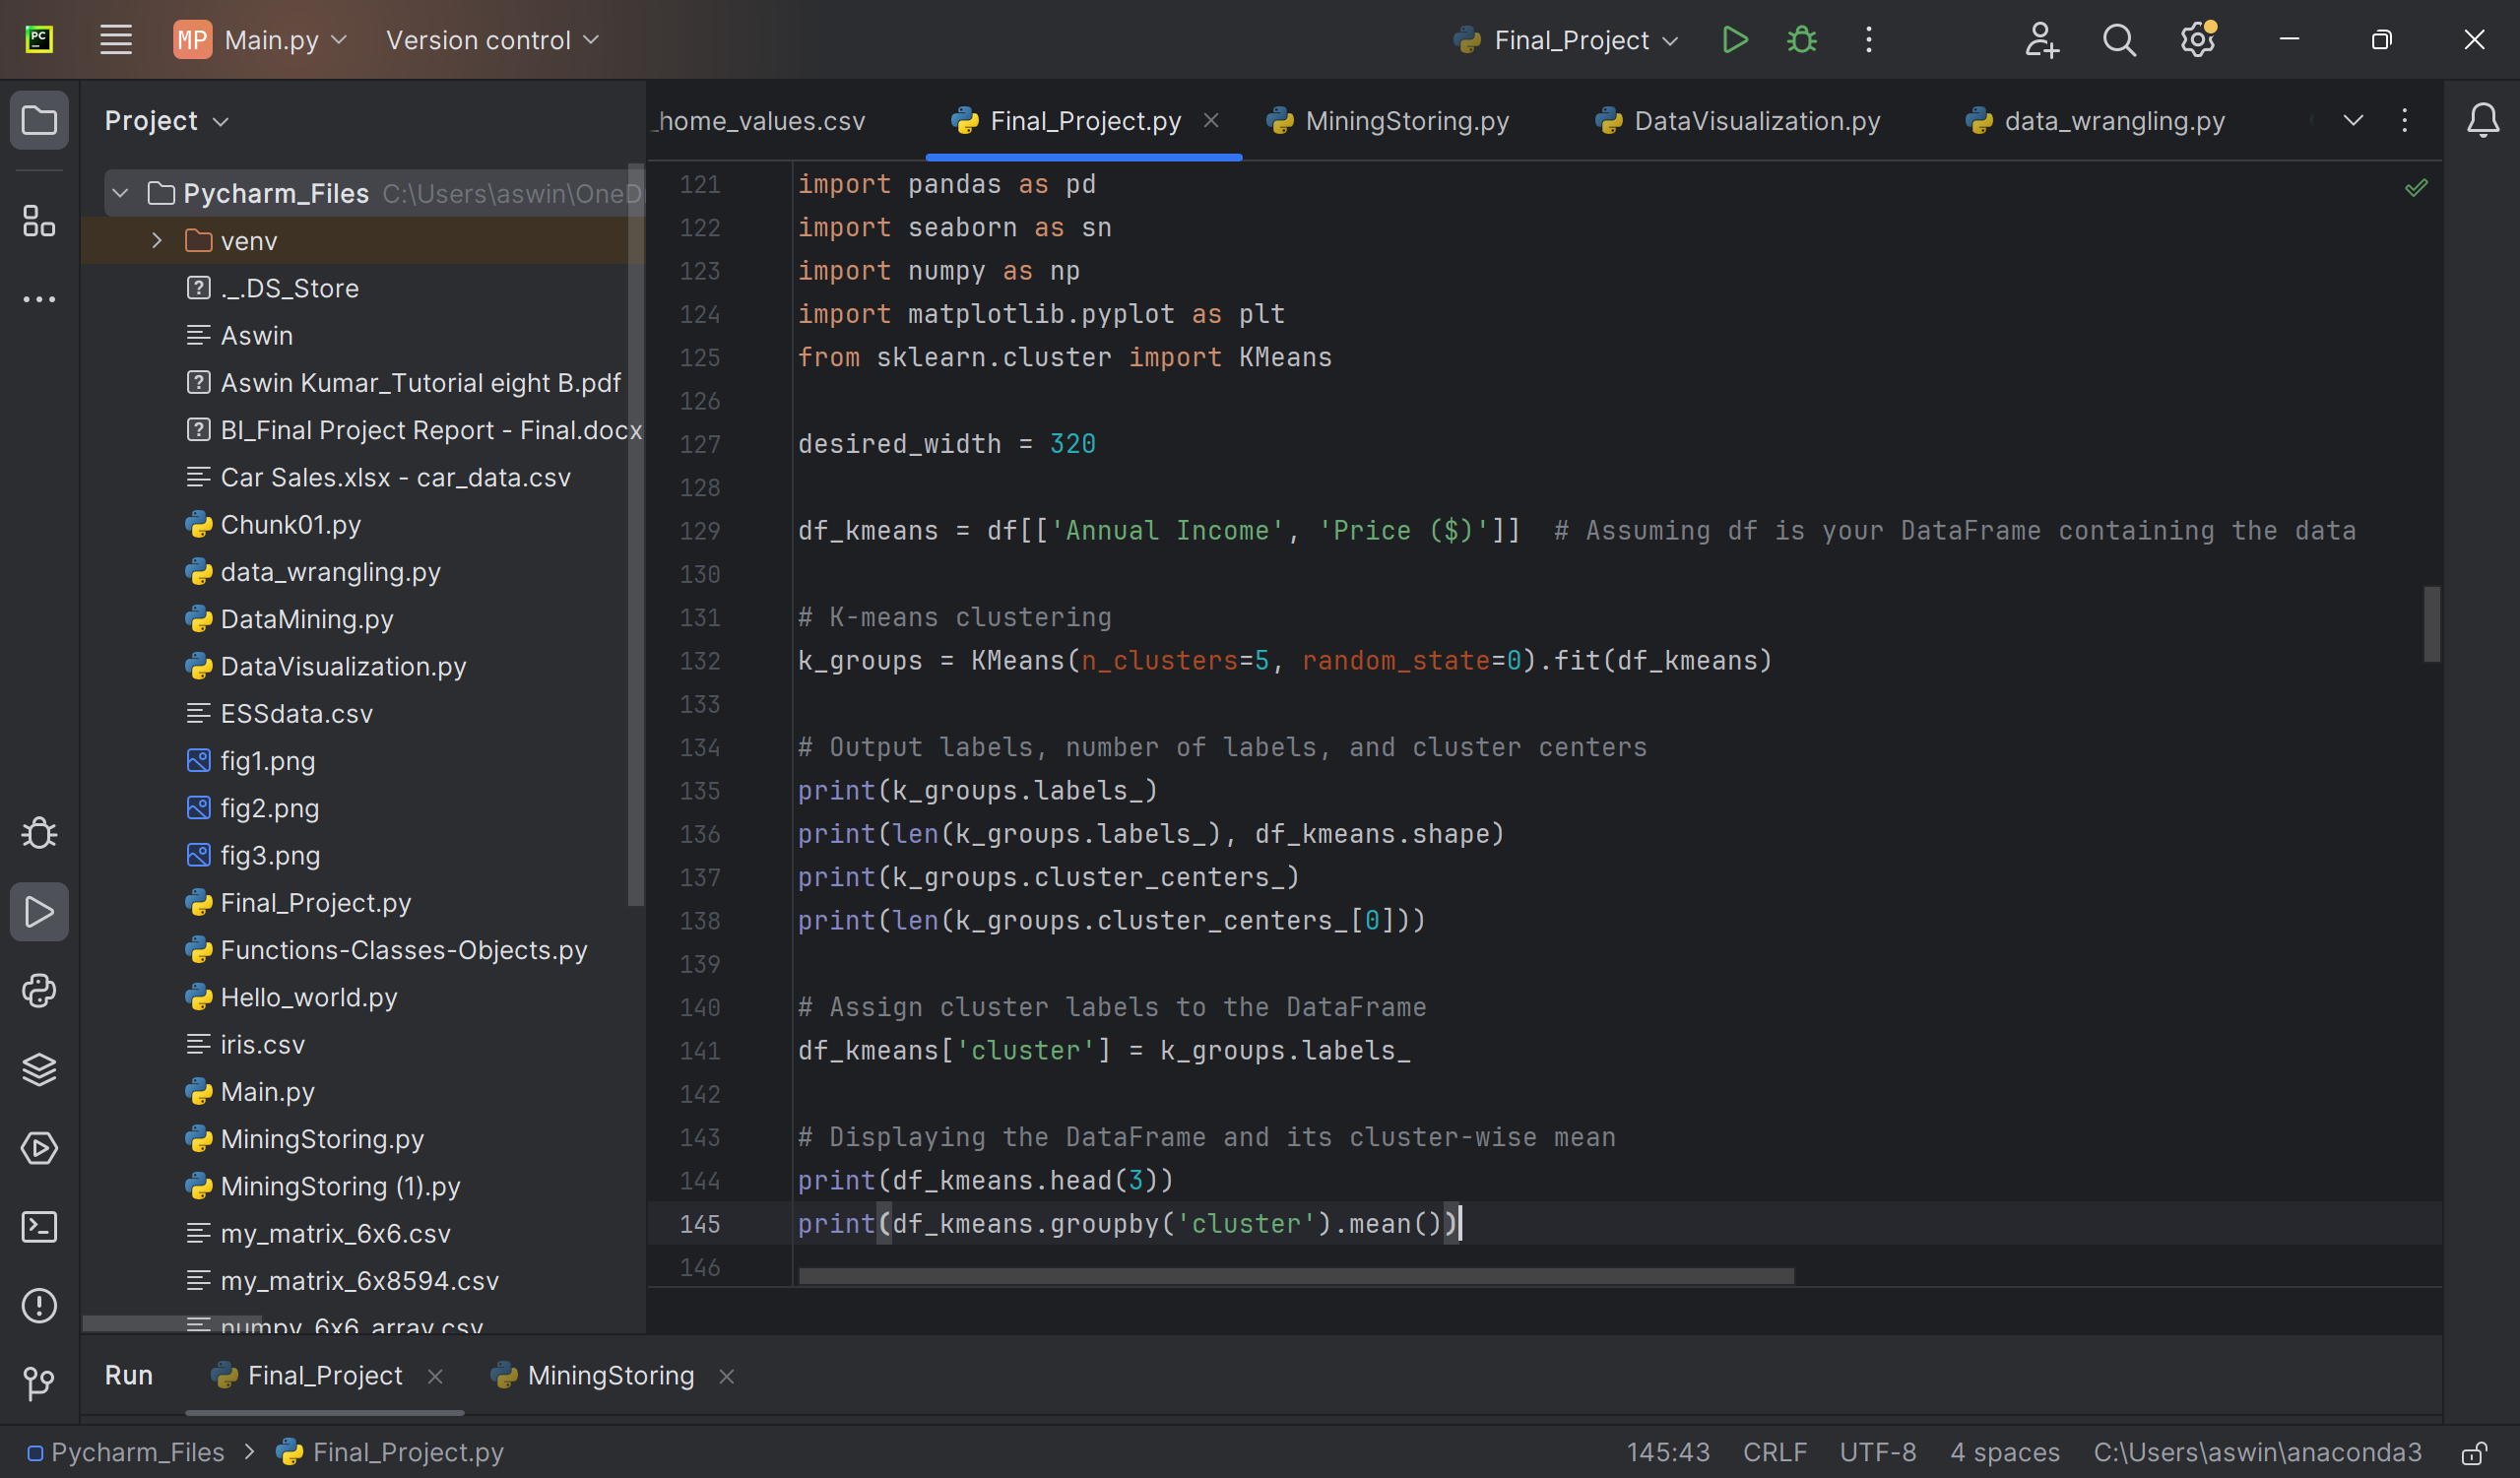 PC
MP Main.py Version control Final_Project
Project
_home_values.csv Final_Project.py MiningStoring.py DataVisualization.py data_wrangling.py
Pycharm_Files C:\Users\aswin\OneD
venv
._.DS_Store
Aswin
Aswin Kumar_Tutorial eight B.pdf
BI_Final Project Report - Final.docx
Car Sales.xlsx - car_data.csv
Chunk01.py
data_wrangling.py
DataMining.py
DataVisualization.py
ESSdata.csv
fig1.png
fig2.png
fig3.png
Final_Project.py
Functions-Classes-Objects.py
Hello_world.py
iris.csv
Main.py
MiningStoring.py
MiningStoring (1).py
my_matrix_6x6.csv
my_matrix_6x8594.csv
numpy_6x6_array.csv
121 import pandas as pd
122 import seaborn as sn
123 import numpy as np
124 import matplotlib.pyplot as plt
125 from sklearn.cluster import KMeans
126
127 desired_width = 320
128
129 df_kmeans = df[['Annual Income', 'Price ($)']]  # Assuming df is your DataFrame containing the data
130
131 # K-means clustering
132 k_groups = KMeans(n_clusters=5, random_state=0).fit(df_kmeans)
133
134 # Output labels, number of labels, and cluster centers
135 print(k_groups.labels_)
136 print(len(k_groups.labels_), df_kmeans.shape)
137 print(k_groups.cluster_centers_)
138 print(len(k_groups.cluster_centers_[0]))
139
140 # Assign cluster labels to the DataFrame
141 df_kmeans['cluster'] = k_groups.labels_
142
143 # Displaying the DataFrame and its cluster-wise mean
144 print(df_kmeans.head(3))
145 print(df_kmeans.groupby('cluster').mean())
146
Run Final_Project MiningStoring
Pycharm_Files > Final_Project.py 145:43 CRLF UTF-8 4 spaces C:\Users\aswin\anaconda3